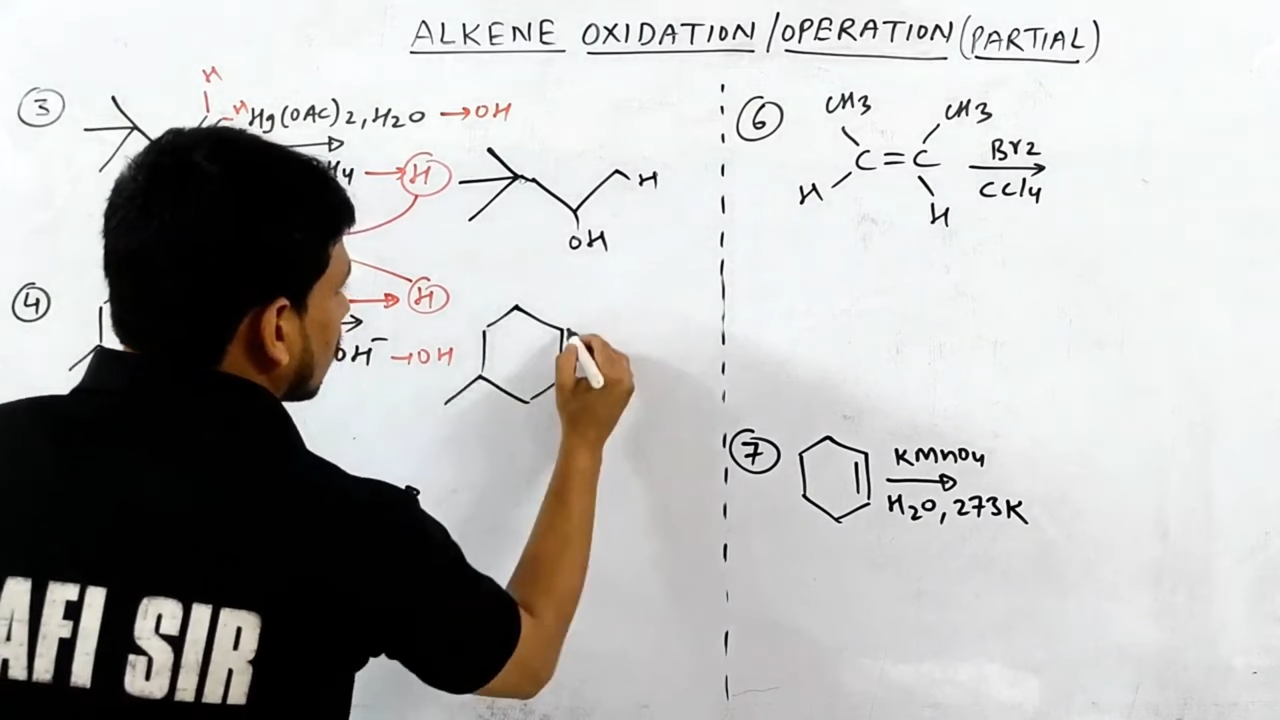 ALKENE OXIDATION/OPERATION (PARTIAL)
③
H
H
Hg(OAc)2, H2O → OH
H4 → H
H
OH
④
H
OH⁻ → OH
⑥
CH3
CH3
C=C
H
H
Br2
CCl4
⑦
KMnO4
H2O, 273K
AFI SIR